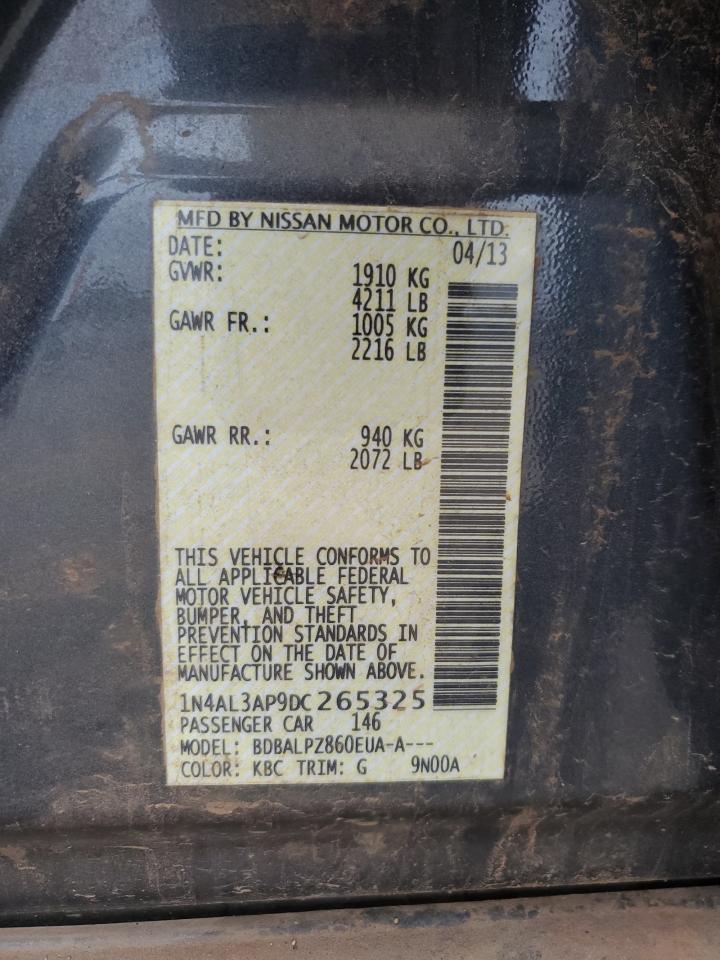 MFD BY NISSAN MOTOR CO., LTD.
DATE: 04/13
GVWR: 1910 KG
4211 LB
GAWR FR.: 1005 KG
2216 LB
GAWR RR.: 940 KG
2072 LB
THIS VEHICLE CONFORMS TO
ALL APPLICABLE FEDERAL
MOTOR VEHICLE SAFETY,
BUMPER, AND THEFT
PREVENTION STANDARDS IN
EFFECT ON THE DATE OF
MANUFACTURE SHOWN ABOVE.
1N4AL3AP9DC265325
PASSENGER CAR 146
MODEL: BDBALPZ860EUA-A---
COLOR: KBC TRIM: G 9N00A